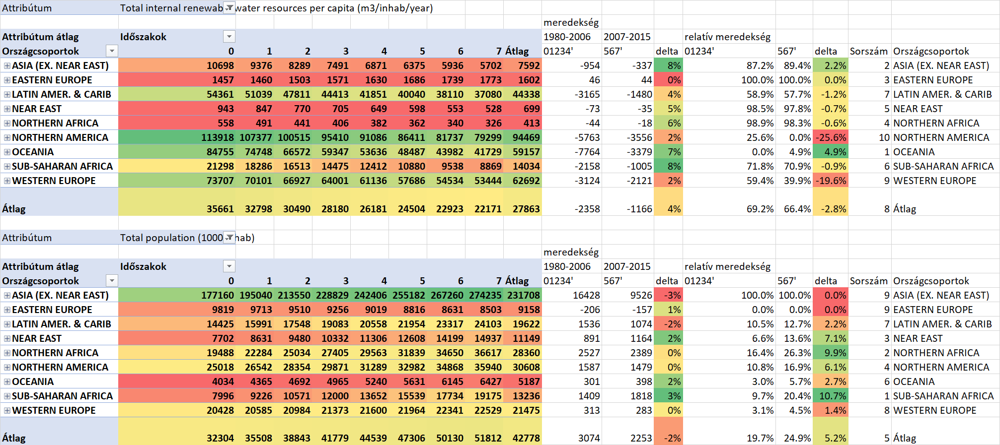 Attribútum Total internal renewab water resources per capita (m3/inhab/year)
meredekség
Attribútum átlag Időszakok 1980-2006 2007-2015 relatív meredekség
Országcsoportok 0 1 2 3 4 5 6 7 Átlag 01234' 567' delta 01234' 567' delta Sorszám Országcsoportok
ASIA (EX. NEAR EAST) 10698 9376 8289 7491 6871 6375 5936 5702 7592 -954 -337 8% 87.2% 89.4% 2.2% 2 ASIA (EX. NEAR EAST)
EASTERN EUROPE 1457 1460 1503 1571 1630 1686 1739 1773 1602 46 44 0% 100.0% 100.0% 0.0% 3 EASTERN EUROPE
LATIN AMER. & CARIB 54361 51039 47811 44413 41851 40040 38110 37080 44338 -3165 -1480 4% 58.9% 57.7% -1.2% 7 LATIN AMER. & CARIB
NEAR EAST 943 847 770 705 649 598 553 528 699 -73 -35 5% 98.5% 97.8% -0.7% 5 NEAR EAST
NORTHERN AFRICA 558 491 441 406 382 362 340 326 413 -44 -18 6% 98.9% 98.3% -0.6% 4 NORTHERN AFRICA
NORTHERN AMERICA 113918 107377 100515 95410 91086 86411 81737 79299 94469 -5763 -3556 2% 25.6% 0.0% -25.6% 10 NORTHERN AMERICA
OCEANIA 84755 74748 66572 59347 53636 48487 43982 41729 59157 -7764 -3379 7% 0.0% 4.9% 4.9% 1 OCEANIA
SUB-SAHARAN AFRICA 21298 18286 16513 14475 12412 10880 9538 8869 14034 -2158 -1005 8% 71.8% 70.9% -0.9% 6 SUB-SAHARAN AFRICA
WESTERN EUROPE 73707 70101 66927 64001 61136 57686 54534 53444 62692 -3124 -2121 2% 59.4% 39.9% -19.6% 9 WESTERN EUROPE
Átlag 35661 32798 30490 28180 26181 24504 22923 22171 27863 -2358 -1166 4% 69.2% 66.4% -2.8% 8 Átlag
Attribútum Total population (1000 hab)
meredekség
Attribútum átlag Időszakok 1980-2006 2007-2015 relatív meredekség
Országcsoportok 0 1 2 3 4 5 6 7 Átlag 01234' 567' delta 01234' 567' delta Sorszám Országcsoportok
ASIA (EX. NEAR EAST) 177160 195040 213550 228829 242406 255182 267260 274235 231708 16428 9526 -3% 100.0% 100.0% 0.0% 9 ASIA (EX. NEAR EAST)
EASTERN EUROPE 9819 9713 9510 9256 9019 8816 8631 8503 9158 -206 -157 1% 0.0% 0.0% 0.0% 9 EASTERN EUROPE
LATIN AMER. & CARIB 14425 15991 17548 19083 20558 21954 23317 24103 19622 1536 1074 -2% 10.5% 12.7% 2.2% 7 LATIN AMER. & CARIB
NEAR EAST 7702 8631 9480 10332 11306 12608 14199 14937 11149 891 1164 2% 6.6% 13.6% 7.1% 3 NEAR EAST
NORTHERN AFRICA 19488 22284 25034 27405 29563 31839 34650 36617 28360 2527 2389 0% 16.4% 26.3% 9.9% 2 NORTHERN AFRICA
NORTHERN AMERICA 25018 26542 28354 29871 31289 32982 34868 35940 30608 1587 1479 0% 10.8% 16.9% 6.1% 4 NORTHERN AMERICA
OCEANIA 4034 4365 4692 4965 5240 5631 6145 6427 5187 301 398 2% 3.0% 5.7% 2.7% 6 OCEANIA
SUB-SAHARAN AFRICA 7996 9226 10571 12000 13652 15539 17734 19175 13236 1409 1818 3% 9.7% 20.4% 10.7% 1 SUB-SAHARAN AFRICA
WESTERN EUROPE 20428 20585 20984 21373 21600 21964 22341 22529 21475 313 283 0% 3.1% 4.5% 1.4% 8 WESTERN EUROPE
Átlag 32304 35508 38843 41779 44539 47306 50130 51812 42778 3074 2253 -2% 19.7% 24.9% 5.2% 5 Átlag